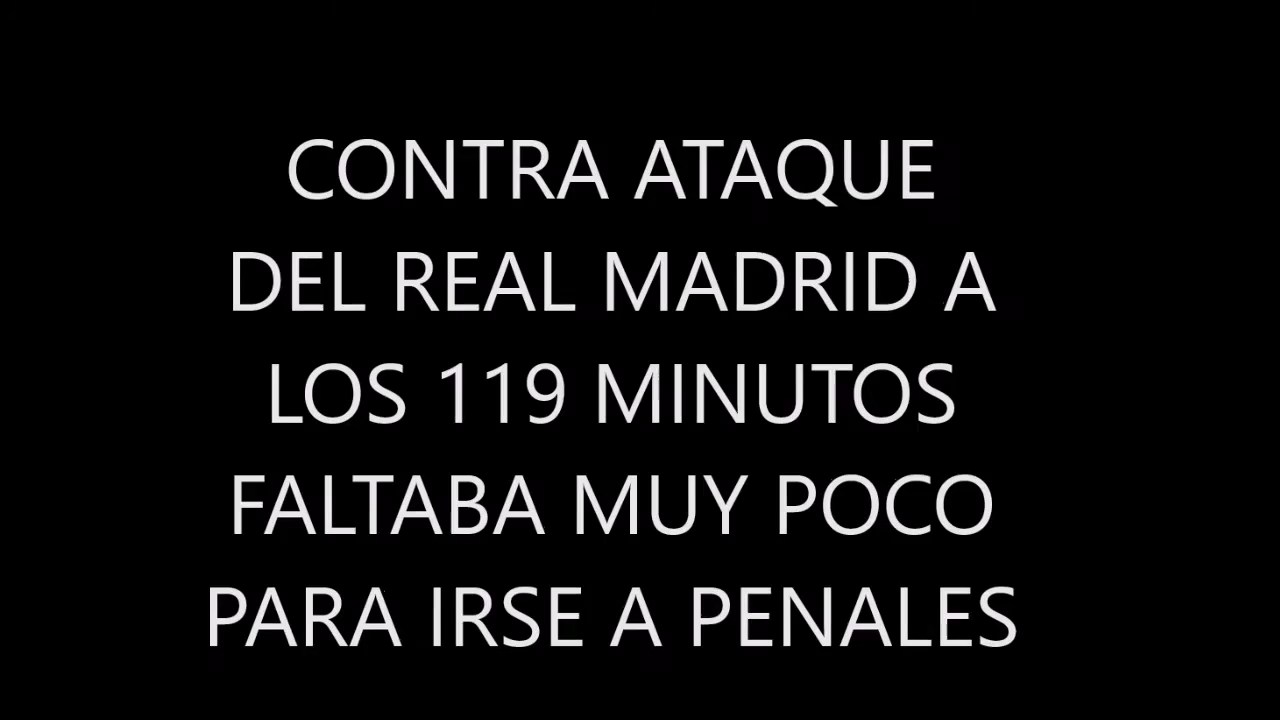 CONTRA ATAQUE
DEL REAL MADRID A
LOS 119 MINUTOS
FALTABA MUY POCO
PARA IRSE A PENALES